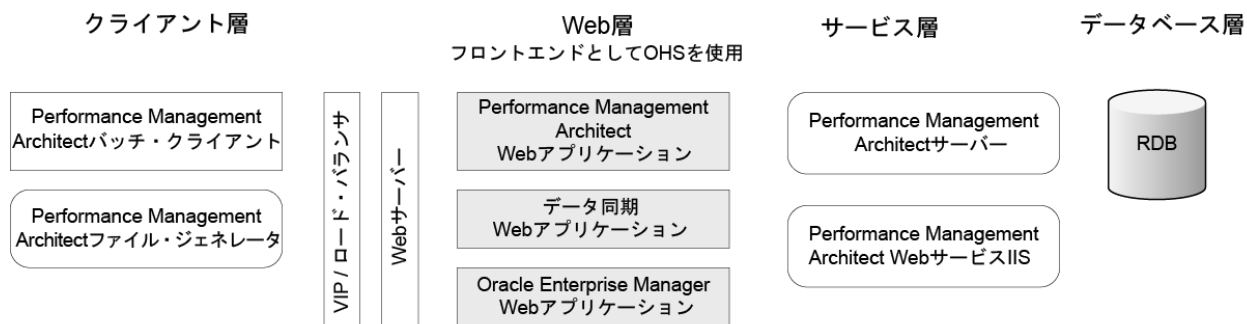 クライアント層
Web層
フロントエンドとしてOHSを使用
サービス層
データベース層
Performance Management
Architectバッチ・クライアント
Performance Management
Architectファイル・ジェネレータ
VIP / ロード・バランサ
Webサーバー
Performance Management
Architect
Webアプリケーション
データ同期
Webアプリケーション
Oracle Enterprise Manager
Webアプリケーション
Performance Management
Architectサーバー
Performance Management
Architect WebサービスIIS
RDB